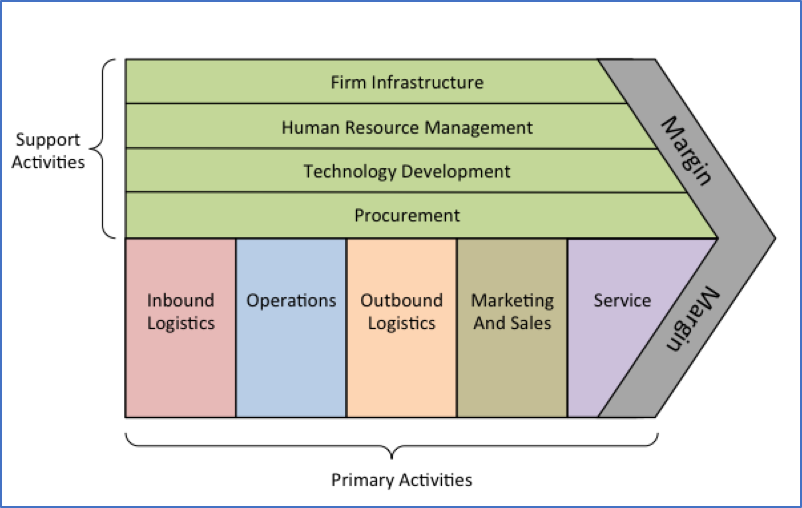 Firm Infrastructure
Human Resource Management
Technology Development
Procurement
Support
Activities
Margin
Inbound
Logistics
Operations
Outbound
Logistics
Marketing
And Sales
Service
Margin
Primary Activities